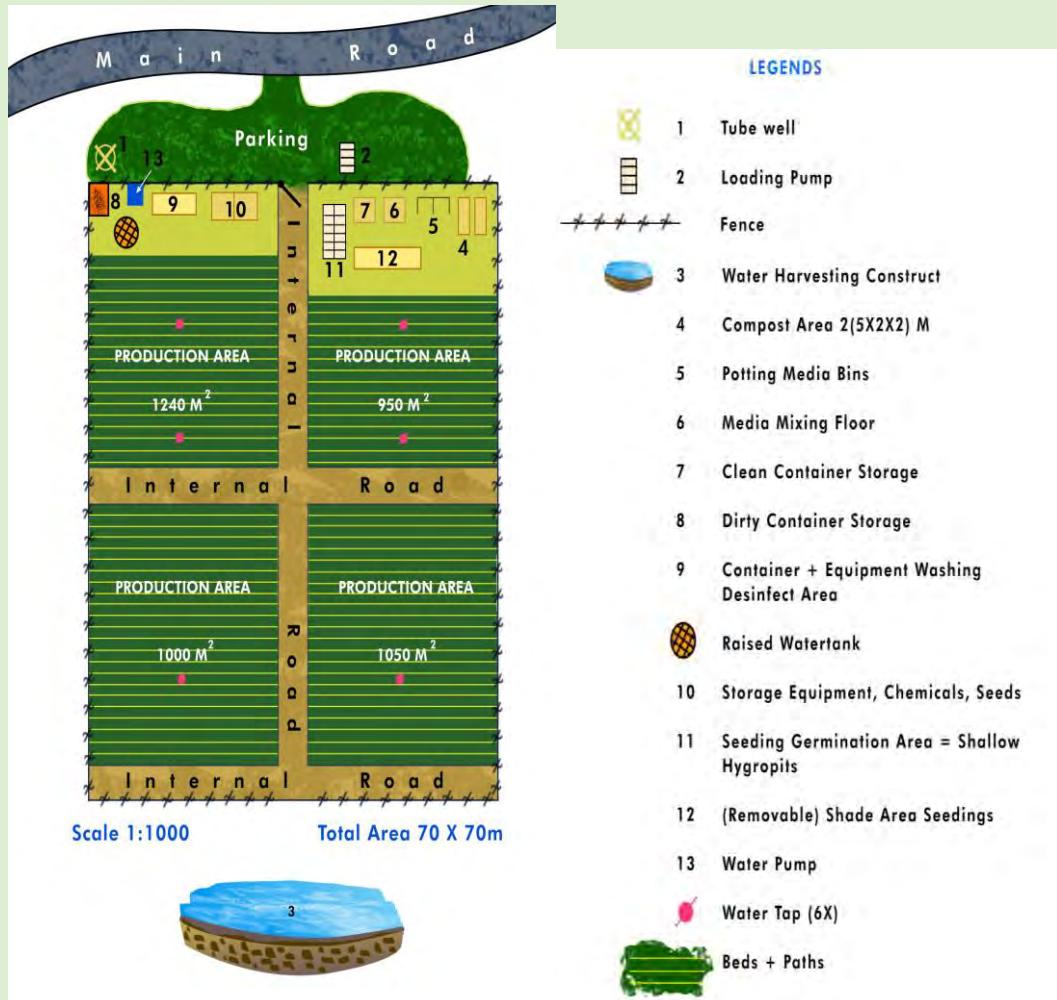 Main Road
Parking
1
13
2
8
9
10
7
6
5
4
11
12
Internal Road
PRODUCTION AREA
1240 M²
PRODUCTION AREA
950 M²
Internal Road
PRODUCTION AREA
1000 M²
PRODUCTION AREA
1050 M²
Internal Road
Scale 1:1000
Total Area 70 X 70m
3
LEGENDS
1 Tube well
2 Loading Pump
Fence
3 Water Harvesting Construct
4 Compost Area 2(5X2X2) M
5 Potting Media Bins
6 Media Mixing Floor
7 Clean Container Storage
8 Dirty Container Storage
9 Container + Equipment Washing
Desinfect Area
Raised Watertank
10 Storage Equipment, Chemicals, Seeds
11 Seeding Germination Area = Shallow
Hygropits
12 (Removable) Shade Area Seedings
13 Water Pump
Water Tap (6X)
Beds + Paths